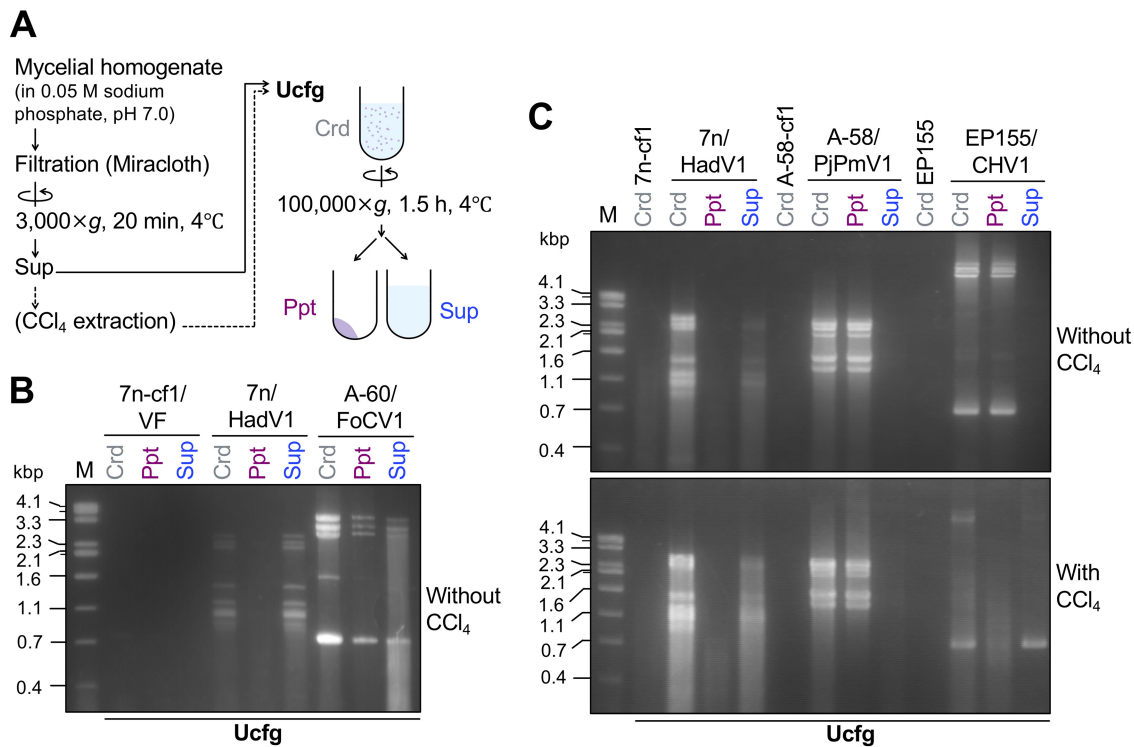 A
Mycelial homogenate
(in 0.05 M sodium
phosphate, pH 7.0)
Filtration (Miracloth)
3,000×g, 20 min, 4℃
Sup
(CCl4 extraction)
Ucfg
Crd
100,000×g, 1.5 h, 4℃
Ppt
Sup
B
7n-cf1/
VF
7n/
HadV1
A-60/
FoCV1
kbp
M
Crd
Ppt
Sup
Crd
Ppt
Sup
Crd
Ppt
Sup
4.1
3.3
2.3
2.1
1.6
1.1
0.7
0.4
Without
CCl4
Ucfg
C
7n-cf1
7n/
HadV1
A-58-cf1
A-58/
PjPmV1
EP155
EP155/
CHV1
M
Crd
Crd
Ppt
Sup
Crd
Crd
Ppt
Sup
Crd
Crd
Ppt
Sup
kbp
4.1
3.3
2.3
2.1
1.6
1.1
0.7
0.4
Without
CCl4
4.1
3.3
2.3
2.1
1.6
1.1
0.7
0.4
With
CCl4
Ucfg